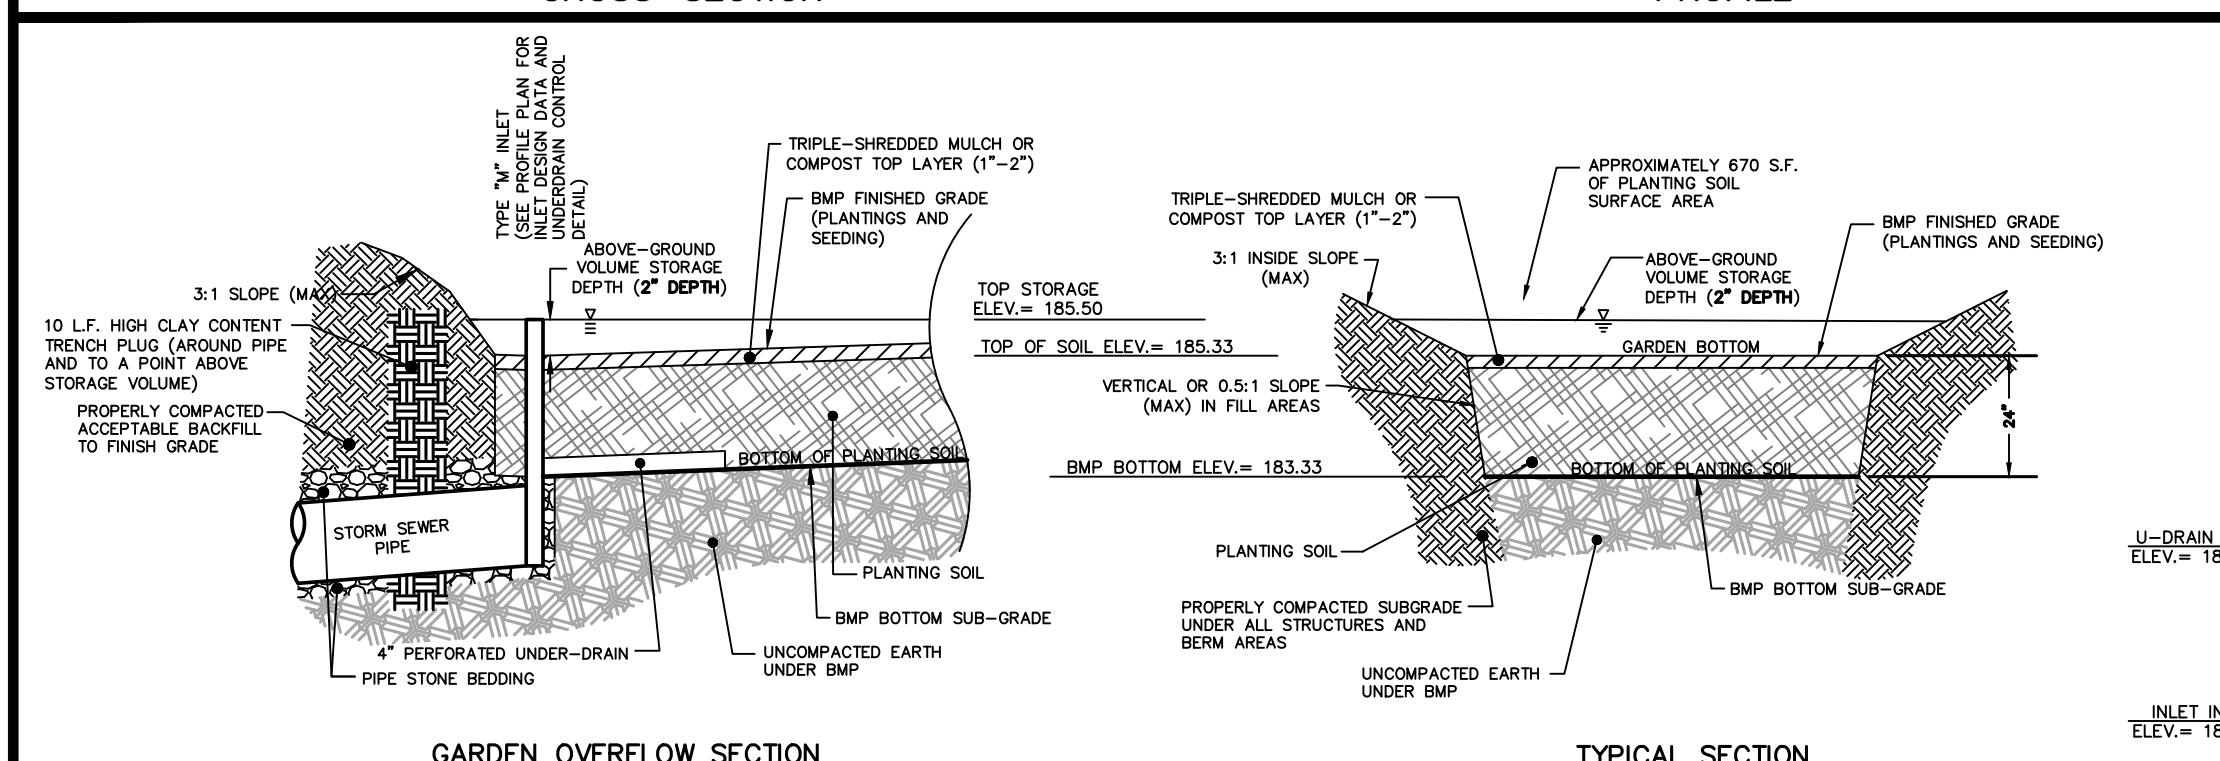 TYPE "M" INLET
(SEE PROFILE PLAN FOR
INLET DESIGN DATA AND
UNDERDRAIN CONTROL
DETAIL)
TRIPLE-SHREDDED MULCH OR
COMPOST TOP LAYER (1"-2")
BMP FINISHED GRADE
(PLANTINGS AND
SEEDING)
ABOVE-GROUND
VOLUME STORAGE
DEPTH (2" DEPTH)
3:1 SLOPE (MAX)
10 L.F. HIGH CLAY CONTENT
TRENCH PLUG (AROUND PIPE
AND TO A POINT ABOVE
STORAGE VOLUME)
PROPERLY COMPACTED
ACCEPTABLE BACKFILL
TO FINISH GRADE
BOTTOM OF PLANTING SOIL
STORM SEWER
PIPE
PLANTING SOIL
BMP BOTTOM SUB-GRADE
4" PERFORATED UNDER-DRAIN
UNCOMPACTED EARTH
UNDER BMP
PIPE STONE BEDDING
GARDEN OVERFLOW SECTION
TOP STORAGE
ELEV.= 185.50
TOP OF SOIL ELEV.= 185.33
BMP BOTTOM ELEV.= 183.33
APPROXIMATELY 670 S.F.
OF PLANTING SOIL
SURFACE AREA
TRIPLE-SHREDDED MULCH OR
COMPOST TOP LAYER (1"-2")
BMP FINISHED GRADE
(PLANTINGS AND SEEDING)
3:1 INSIDE SLOPE
(MAX)
ABOVE-GROUND
VOLUME STORAGE
DEPTH (2" DEPTH)
GARDEN BOTTOM
VERTICAL OR 0.5:1 SLOPE
(MAX) IN FILL AREAS
24"
BOTTOM OF PLANTING SOIL
PLANTING SOIL
BMP BOTTOM SUB-GRADE
PROPERLY COMPACTED SUBGRADE
UNDER ALL STRUCTURES AND
BERM AREAS
UNCOMPACTED EARTH
UNDER BMP
TYPICAL SECTION
U-DRAIN
ELEV.= 18
INLET IN
ELEV.= 18